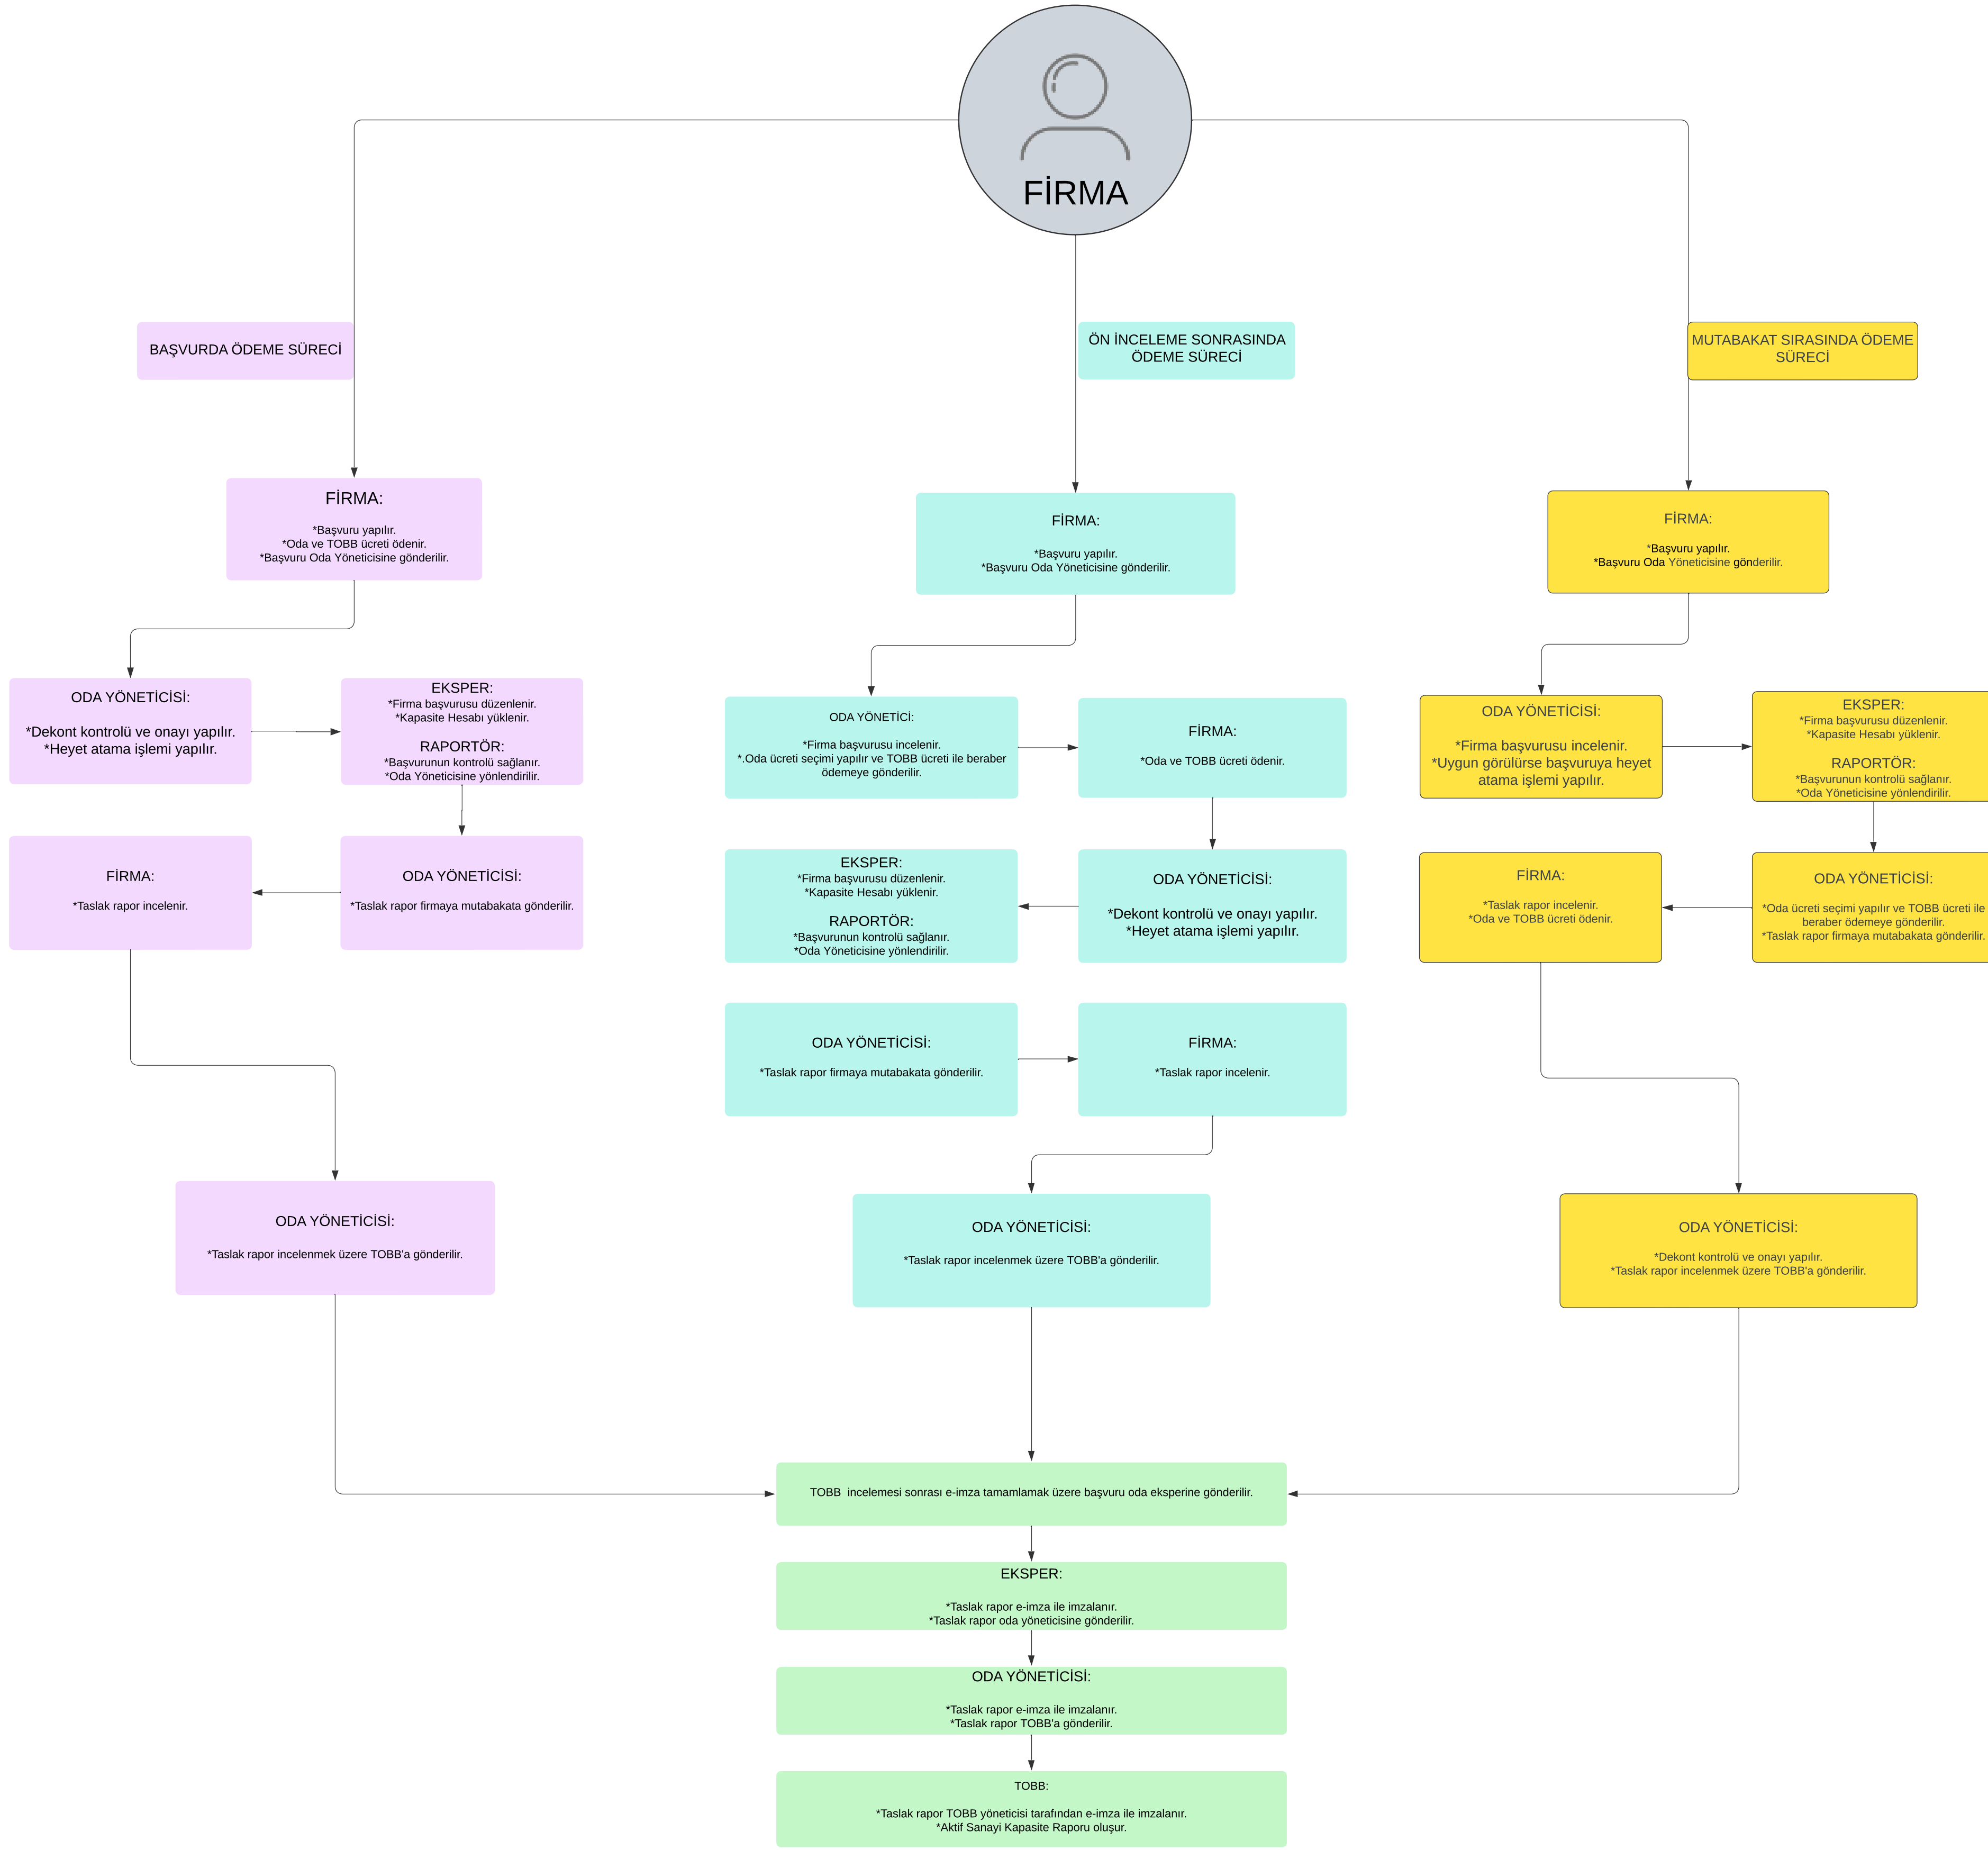 FİRMA
BAŞVURDA ÖDEME SÜRECİ
FİRMA:
*Başvuru yapılır.
*Oda ve TOBB ücreti ödenir.
*Başvuru Oda Yöneticisine gönderilir.
ODA YÖNETİCİSİ:
*Dekont kontrolü ve onayı yapılır.
*Heyet atama işlemi yapılır.
EKSPER:
*Firma başvurusu düzenlenir.
*Kapasite Hesabı yüklenir.
RAPORTÖR:
*Başvurunun kontrolü sağlanır.
*Oda Yöneticisine yönlendirilir.
ODA YÖNETİCİSİ:
*Taslak rapor firmaya mutabakata gönderilir.
FİRMA:
*Taslak rapor incelenir.
ODA YÖNETİCİSİ:
*Taslak rapor incelenmek üzere TOBB'a gönderilir.
ÖN İNCELEME SONRASINDA
ÖDEME SÜRECİ
FİRMA:
*Başvuru yapılır.
*Başvuru Oda Yöneticisine gönderilir.
ODA YÖNETİCİ:
*Firma başvurusu incelenir.
*.Oda ücreti seçimi yapılır ve TOBB ücreti ile beraber
ödemeye gönderilir.
FİRMA:
*Oda ve TOBB ücreti ödenir.
ODA YÖNETİCİSİ:
*Dekont kontrolü ve onayı yapılır.
*Heyet atama işlemi yapılır.
EKSPER:
*Firma başvurusu düzenlenir.
*Kapasite Hesabı yüklenir.
RAPORTÖR:
*Başvurunun kontrolü sağlanır.
*Oda Yöneticisine yönlendirilir.
ODA YÖNETİCİSİ:
*Taslak rapor firmaya mutabakata gönderilir.
FİRMA:
*Taslak rapor incelenir.
ODA YÖNETİCİSİ:
*Taslak rapor incelenmek üzere TOBB'a gönderilir.
MUTABAKAT SIRASINDA ÖDEME
SÜRECİ
FİRMA:
*Başvuru yapılır.
*Başvuru Oda Yöneticisine gönderilir.
ODA YÖNETİCİSİ:
*Firma başvurusu incelenir.
*Uygun görülürse başvuruya heyet
atama işlemi yapılır.
EKSPER:
*Firma başvurusu düzenlenir.
*Kapasite Hesabı yüklenir.
RAPORTÖR:
*Başvurunun kontrolü sağlanır.
*Oda Yöneticisine yönlendirilir.
ODA YÖNETİCİSİ:
*Oda ücreti seçimi yapılır ve TOBB ücreti ile
beraber ödemeye gönderilir.
*Taslak rapor firmaya mutabakata gönderilir.
FİRMA:
*Taslak rapor incelenir.
*Oda ve TOBB ücreti ödenir.
ODA YÖNETİCİSİ:
*Dekont kontrolü ve onayı yapılır.
*Taslak rapor incelenmek üzere TOBB'a gönderilir.
TOBB  incelemesi sonrası e-imza tamamlamak üzere başvuru oda eksperine gönderilir.
EKSPER:
*Taslak rapor e-imza ile imzalanır.
*Taslak rapor oda yöneticisine gönderilir.
ODA YÖNETİCİSİ:
*Taslak rapor e-imza ile imzalanır.
*Taslak rapor TOBB'a gönderilir.
TOBB:
*Taslak rapor TOBB yöneticisi tarafından e-imza ile imzalanır.
*Aktif Sanayi Kapasite Raporu oluşur.